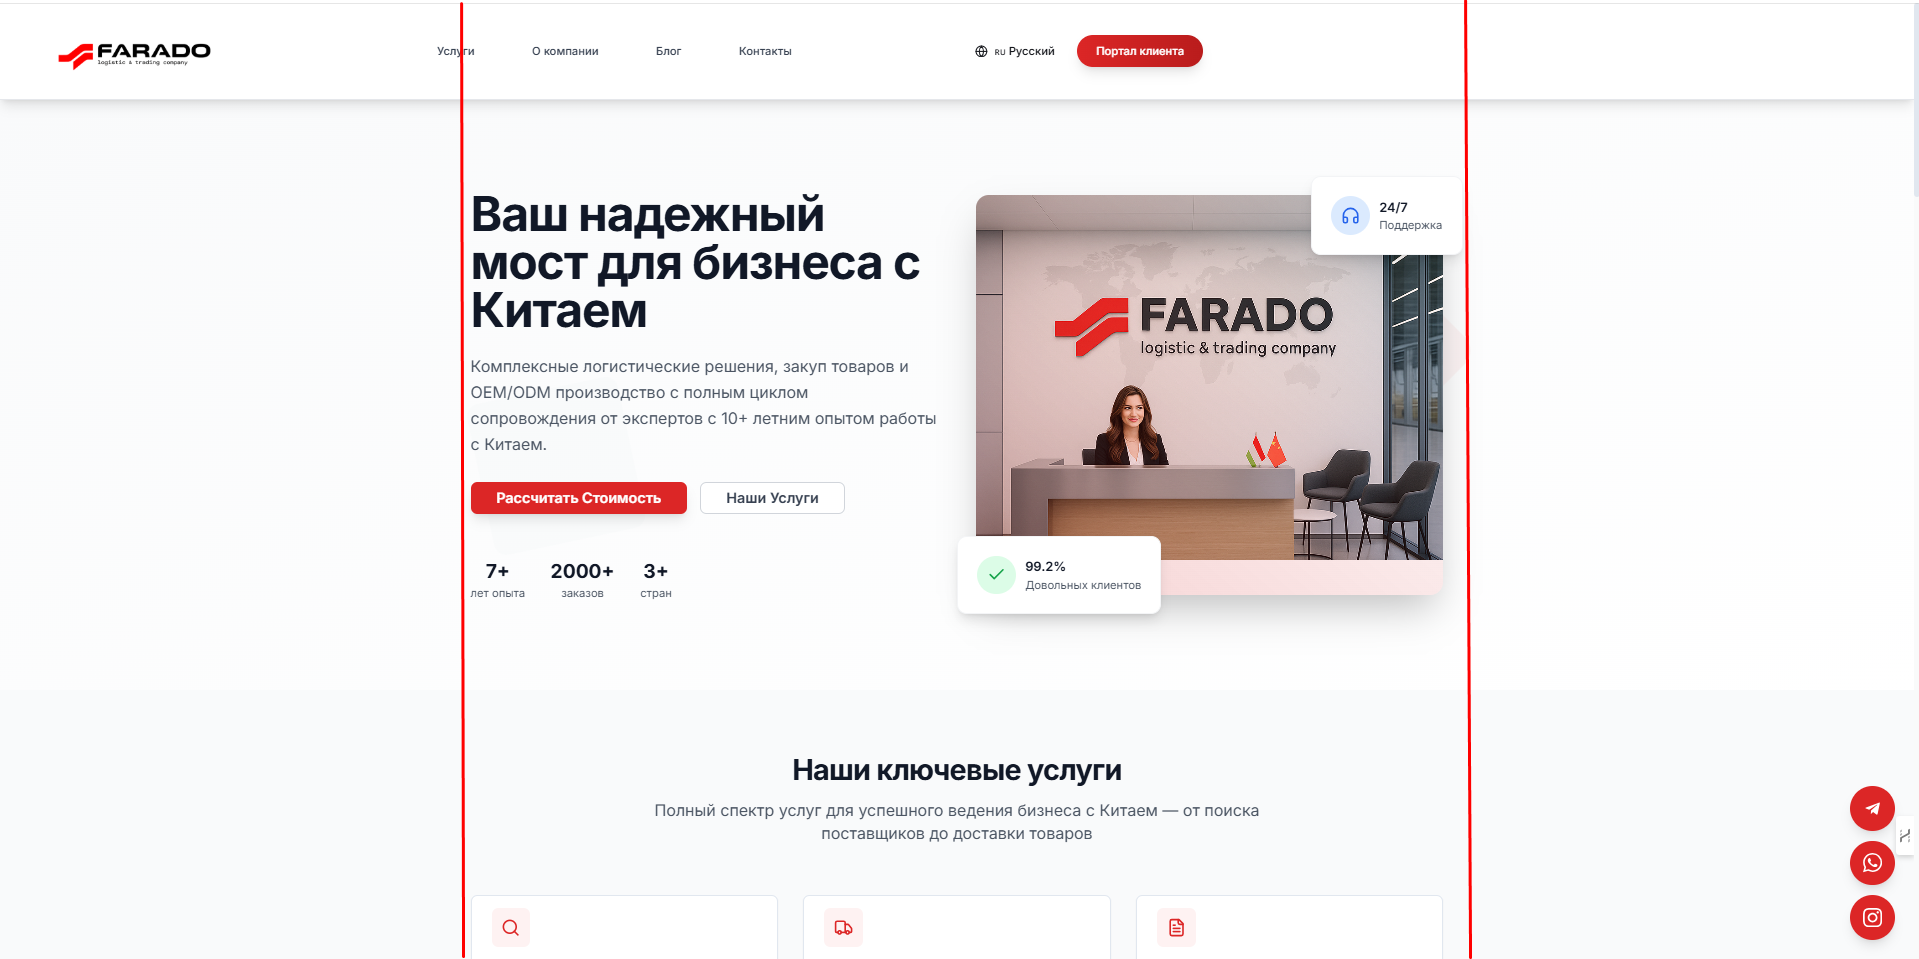 FARADO
logistic & trading company
Услуги
О компании
Блог
Контакты
RU Русский
Портал клиента
Ваш надежный
мост для бизнеса с
Китаем
Комплексные логистические решения, закуп товаров и
OEM/ODM производство с полным циклом
сопровождения от экспертов с 10+ летним опытом работы
с Китаем.
Рассчитать Стоимость
Наши Услуги
7+
лет опыта
2000+
заказов
3+
стран
24/7
Поддержка
FARADO
logistic & trading company
99.2%
Довольных клиентов
Наши ключевые услуги
Полный спектр услуг для успешного ведения бизнеса с Китаем — от поиска
поставщиков до доставки товаров